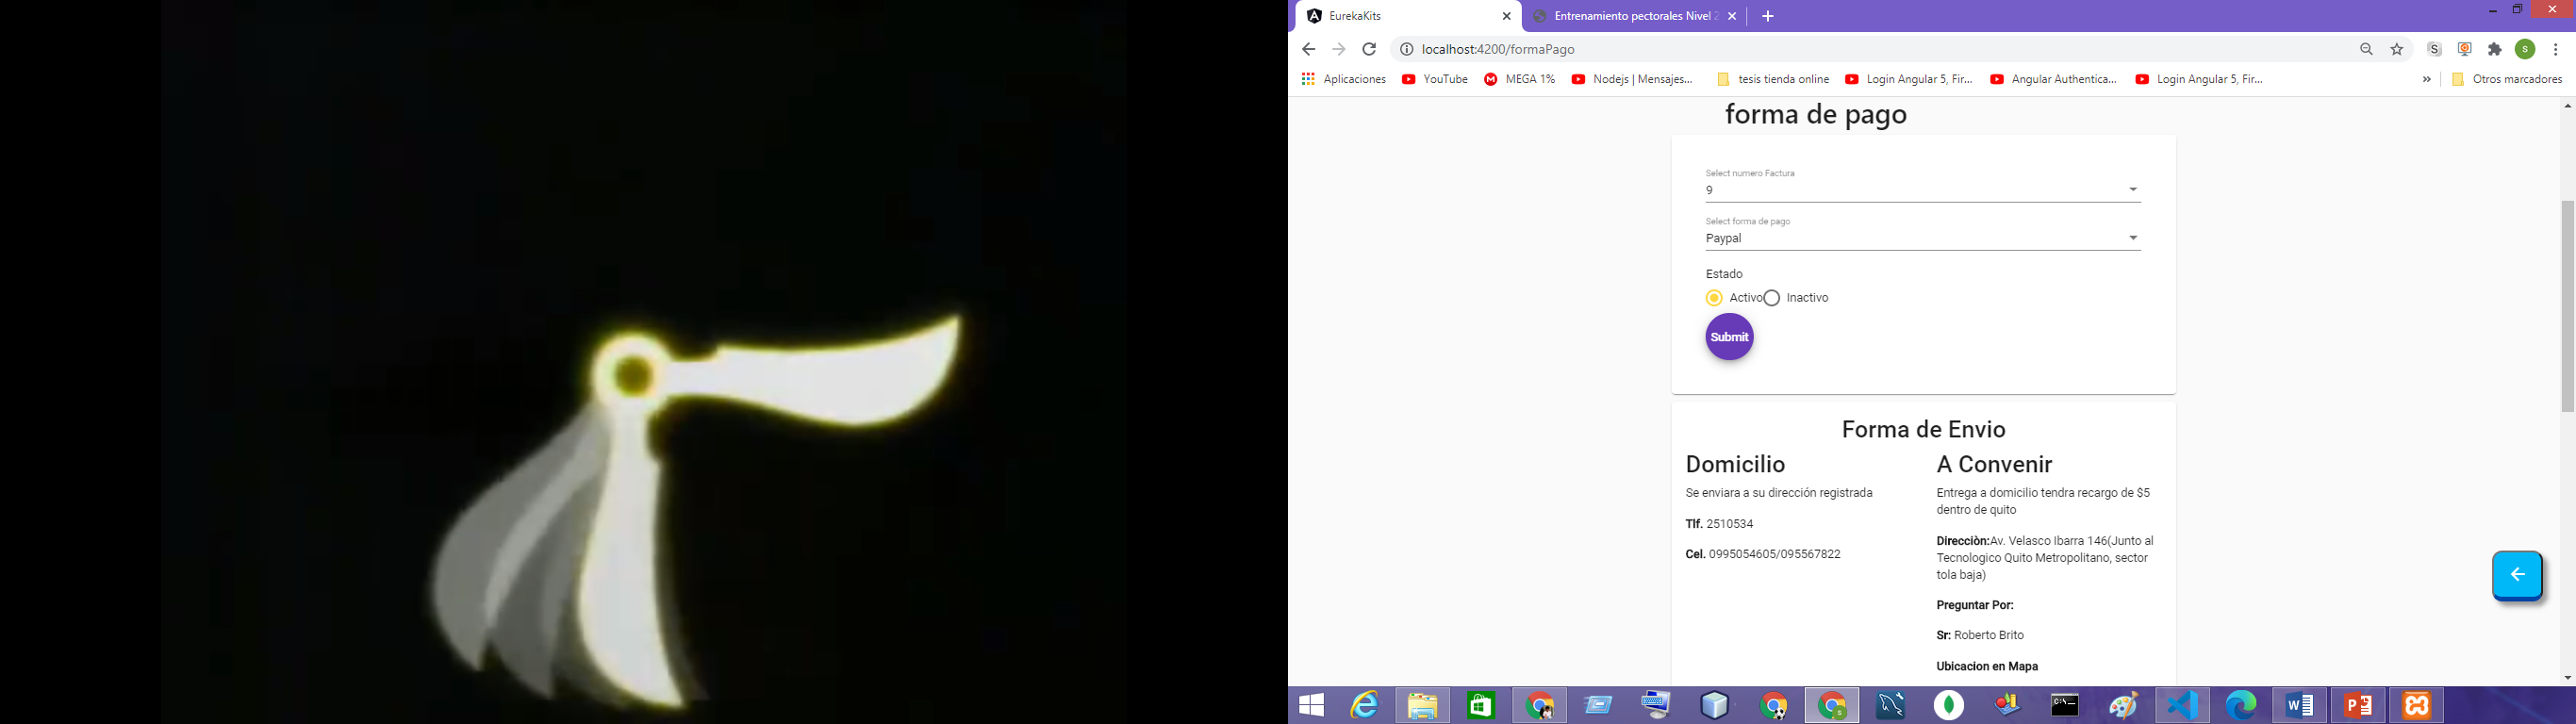 EurekaKits
Entrenamiento pectorales Nivel 2
localhost:4200/formaPago
Aplicaciones
YouTube
MEGA 1%
Nodejs | Mensajes...
tesis tienda online
Login Angular 5, Fir...
Angular Authentica...
Login Angular 5, Fir...
»
Otros marcadores
forma de pago
Select numero Factura
9
Select forma de pago
Paypal
Estado
Activo
Inactivo
Submit
Forma de Envio
Domicilio
Se enviara a su dirección registrada
Tlf. 2510534
Cel. 0995054605/095567822
A Convenir
Entrega a domicilio tendra recargo de $5
dentro de quito
Direcciòn:Av. Velasco Ibarra 146(Junto al
Tecnologico Quito Metropolitano, sector
tola baja)
Preguntar Por:
Sr: Roberto Brito
Ubicacion en Mapa